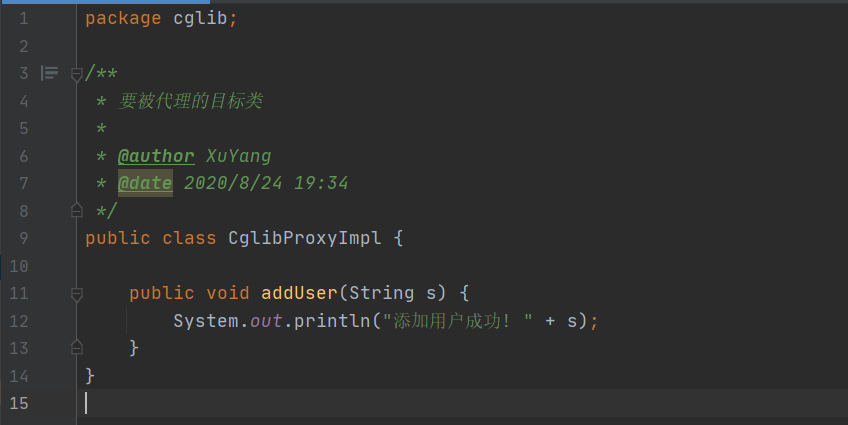 1 package cglib;
2
3 /**
4 * 要被代理的目标类
5 *
6 * @author XuYang
7 * @date 2020/8/24 19:34
8 */
9 public class CglibProxyImpl {
10
11 public void addUser(String s) {
12 System.out.println("添加用户成功! " + s);
13 }
14 }
15